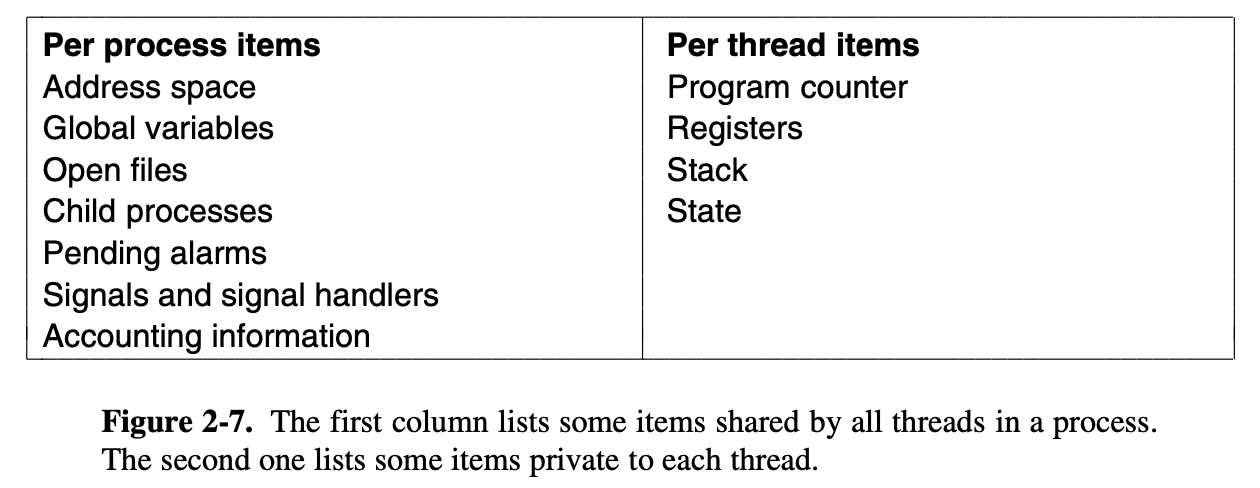 Per process items
Address space
Global variables
Open files
Child processes
Pending alarms
Signals and signal handlers
Accounting information
Per thread items
Program counter
Registers
Stack
State
Figure 2-7. The first column lists some items shared by all threads in a process.
The second one lists some items private to each thread.